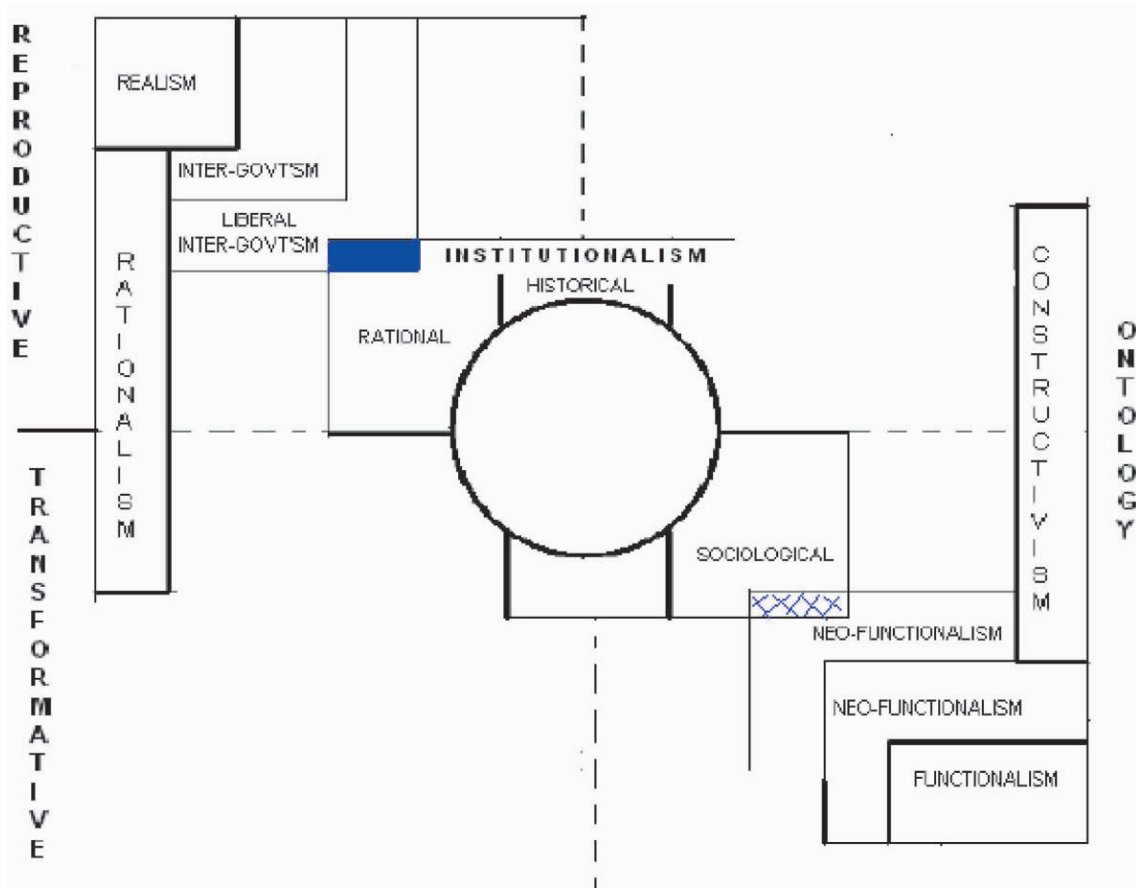 REPRODUCTIVE
TRANSFORMATIVE
REALISM
RATIONALISM
INTER-GOVT'SM
LIBERAL
INTER-GOVT'SM
INSTITUTIONALISM
HISTORICAL
RATIONAL
SOCIOLOGICAL
NEO-FUNCTIONALISM
NEO-FUNCTIONALISM
FUNCTIONALISM
CONSTRUCTIVISM
ONTOLOGY